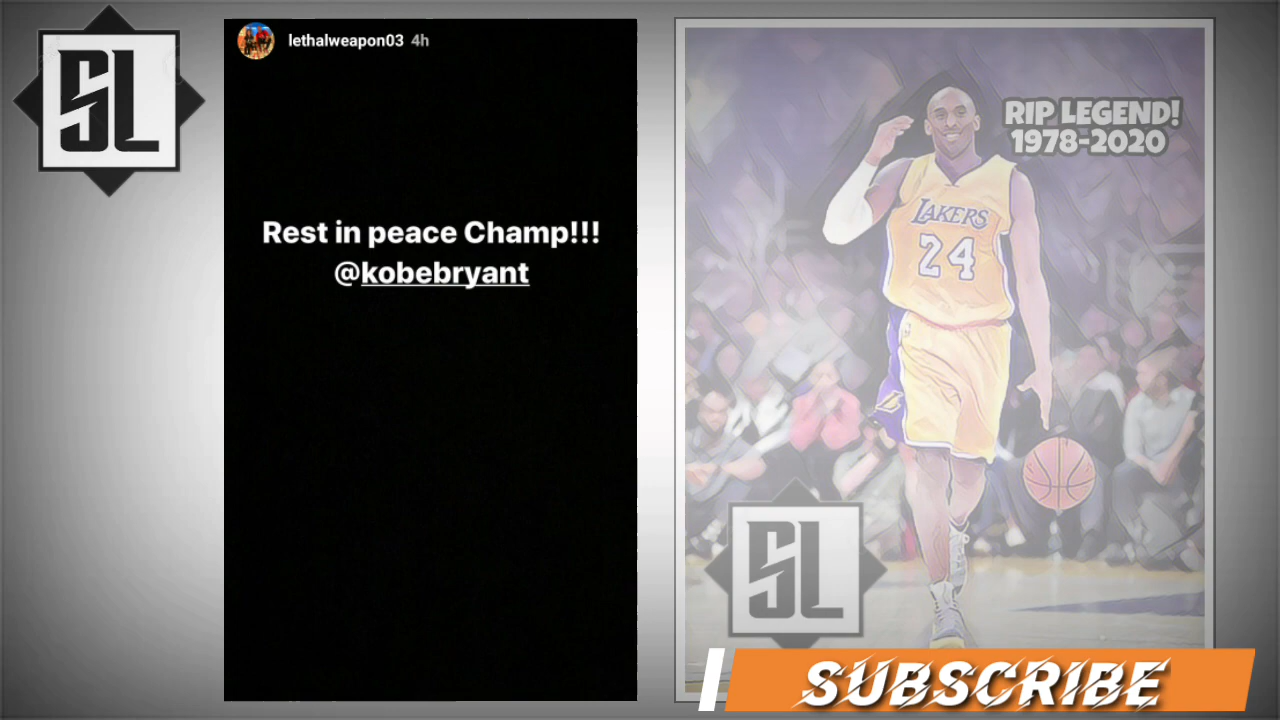 SL
lethalweapon03 4h
Rest in peace Champ!!!
@kobebryant
RIP LEGEND!
1978-2020
LAKERS
24
SL
SUBSCRIBE